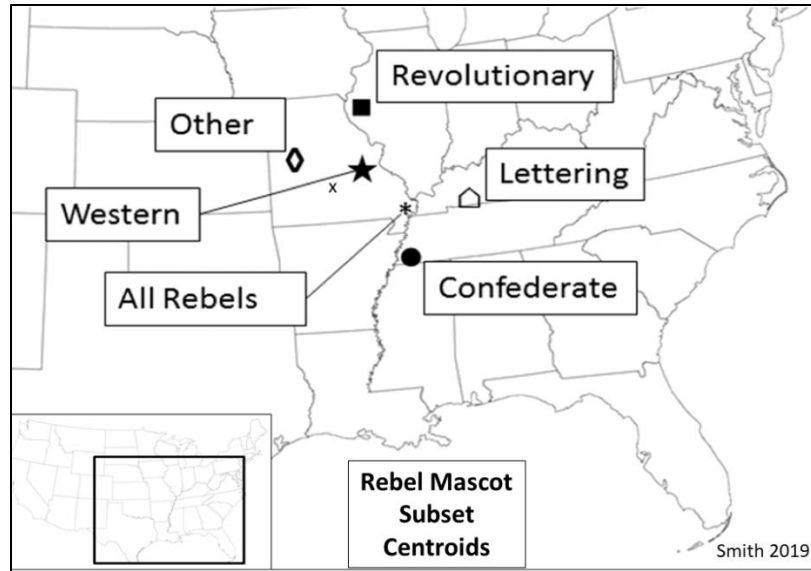 Revolutionary
Other
Lettering
Western
x
*
All Rebels
Confederate
Rebel Mascot
Subset
Centroids
Smith 2019